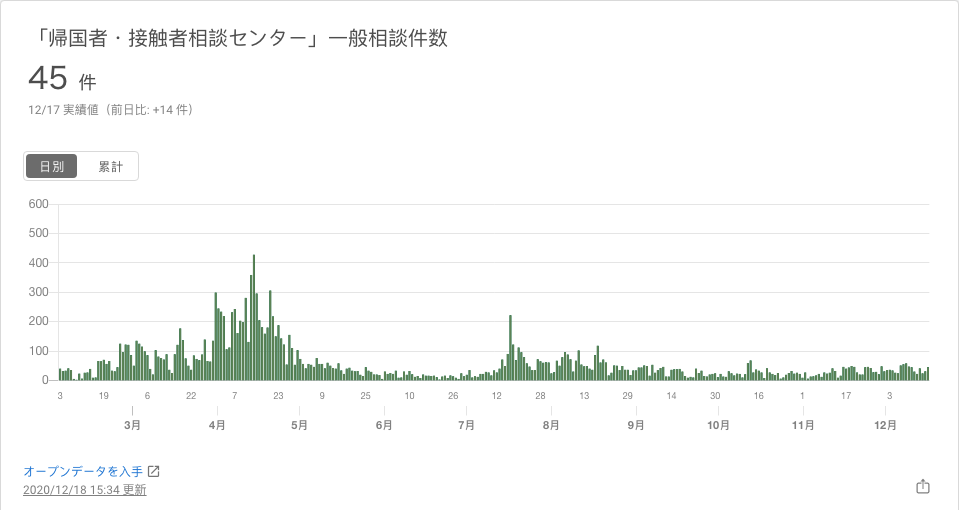 「帰国者・接触者相談センター」一般相談件数
45 件
12/17 実績値（前日比: +14 件）
日別 累計
600
500
400
300
200
100
0
3 19 6 22 7 23 9 25 10 26 12 28 13 29 14 30 16 1 17 3
3月 4月 5月 6月 7月 8月 9月 10月 11月 12月
オープンデータを入手
2020/12/18 15:34 更新